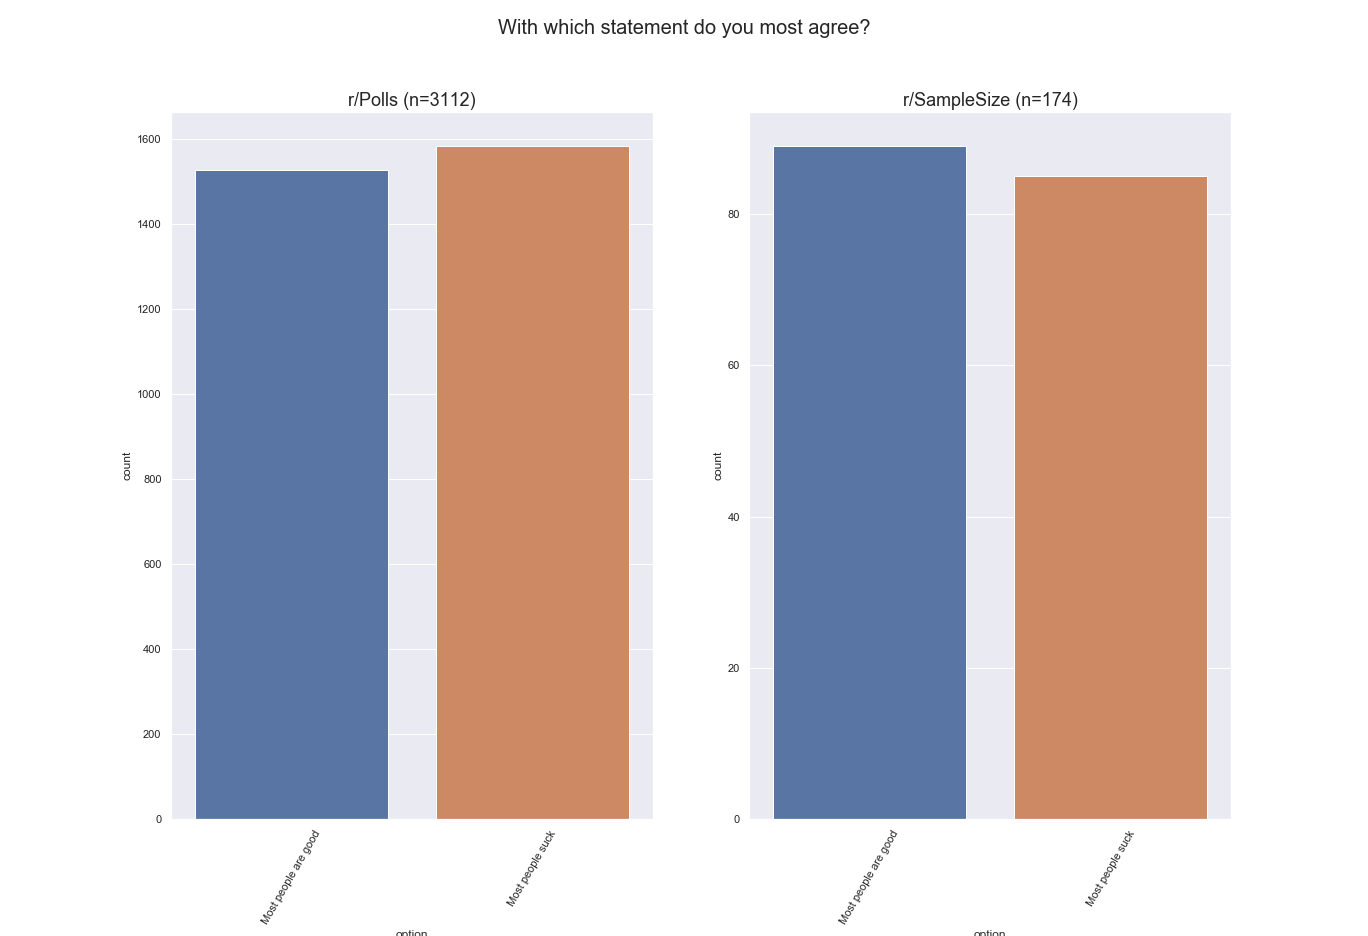 With which statement do you most agree?
r/Polls (n=3112)
1600
1400
1200
1000
800
600
400
200
0
count
Most people are good
Most people suck
option
r/SampleSize (n=174)
80
60
40
20
0
count
Most people are good
Most people suck
option